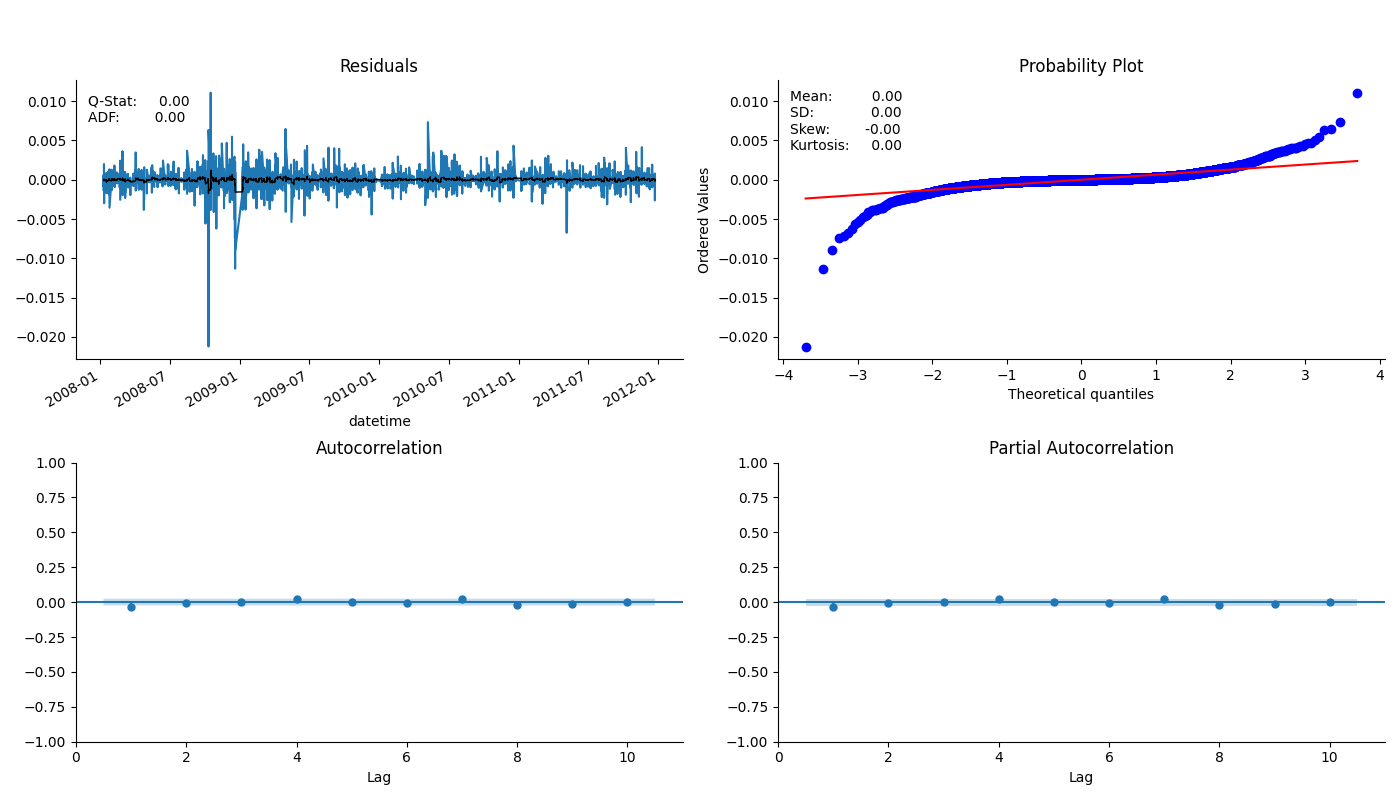 Residuals
Q-Stat: 0.00
ADF: 0.00
0.010
0.005
0.000
−0.005
−0.010
−0.015
−0.020
2008-01 2008-07 2009-01 2009-07 2010-01 2010-07 2011-01 2011-07 2012-01
datetime
Probability Plot
Mean: 0.00
SD: 0.00
Skew: -0.00
Kurtosis: 0.00
Ordered Values
0.010
0.005
0.000
−0.005
−0.010
−0.015
−0.020
−4 −3 −2 −1 0 1 2 3 4
Theoretical quantiles
Autocorrelation
1.00
0.75
0.50
0.25
0.00
−0.25
−0.50
−0.75
−1.00
0 2 4 6 8 10
Lag
Partial Autocorrelation
1.00
0.75
0.50
0.25
0.00
−0.25
−0.50
−0.75
−1.00
0 2 4 6 8 10
Lag